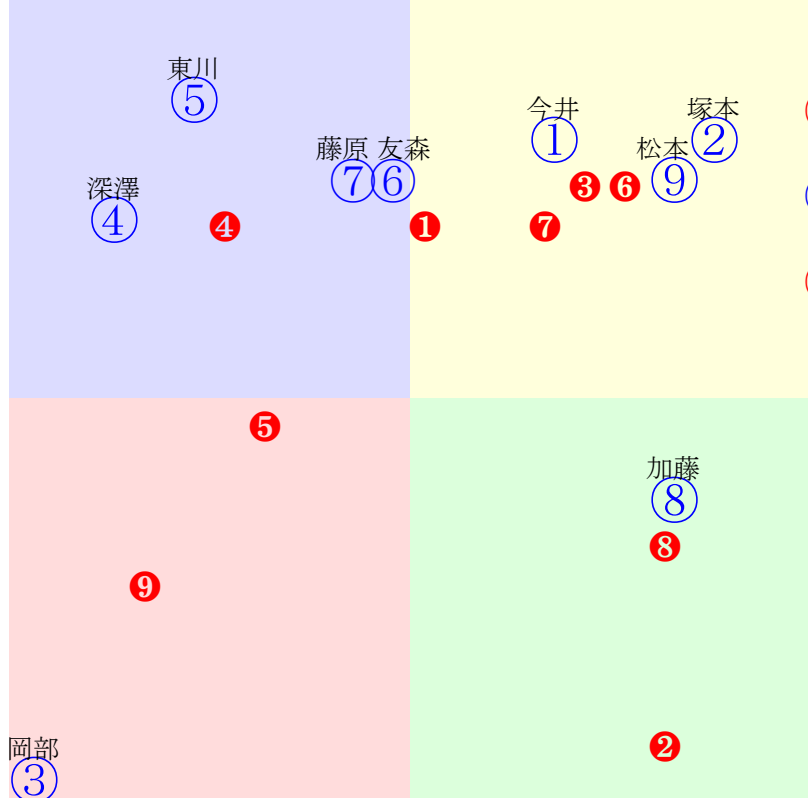 東川
⑤
今井
①
塚本
②
藤原
⑦
友森
⑥
松本
⑨
❸
❻
深澤
④
❹
❶
❼
❺
加藤
⑧
❽
❾
岡部
③
❷